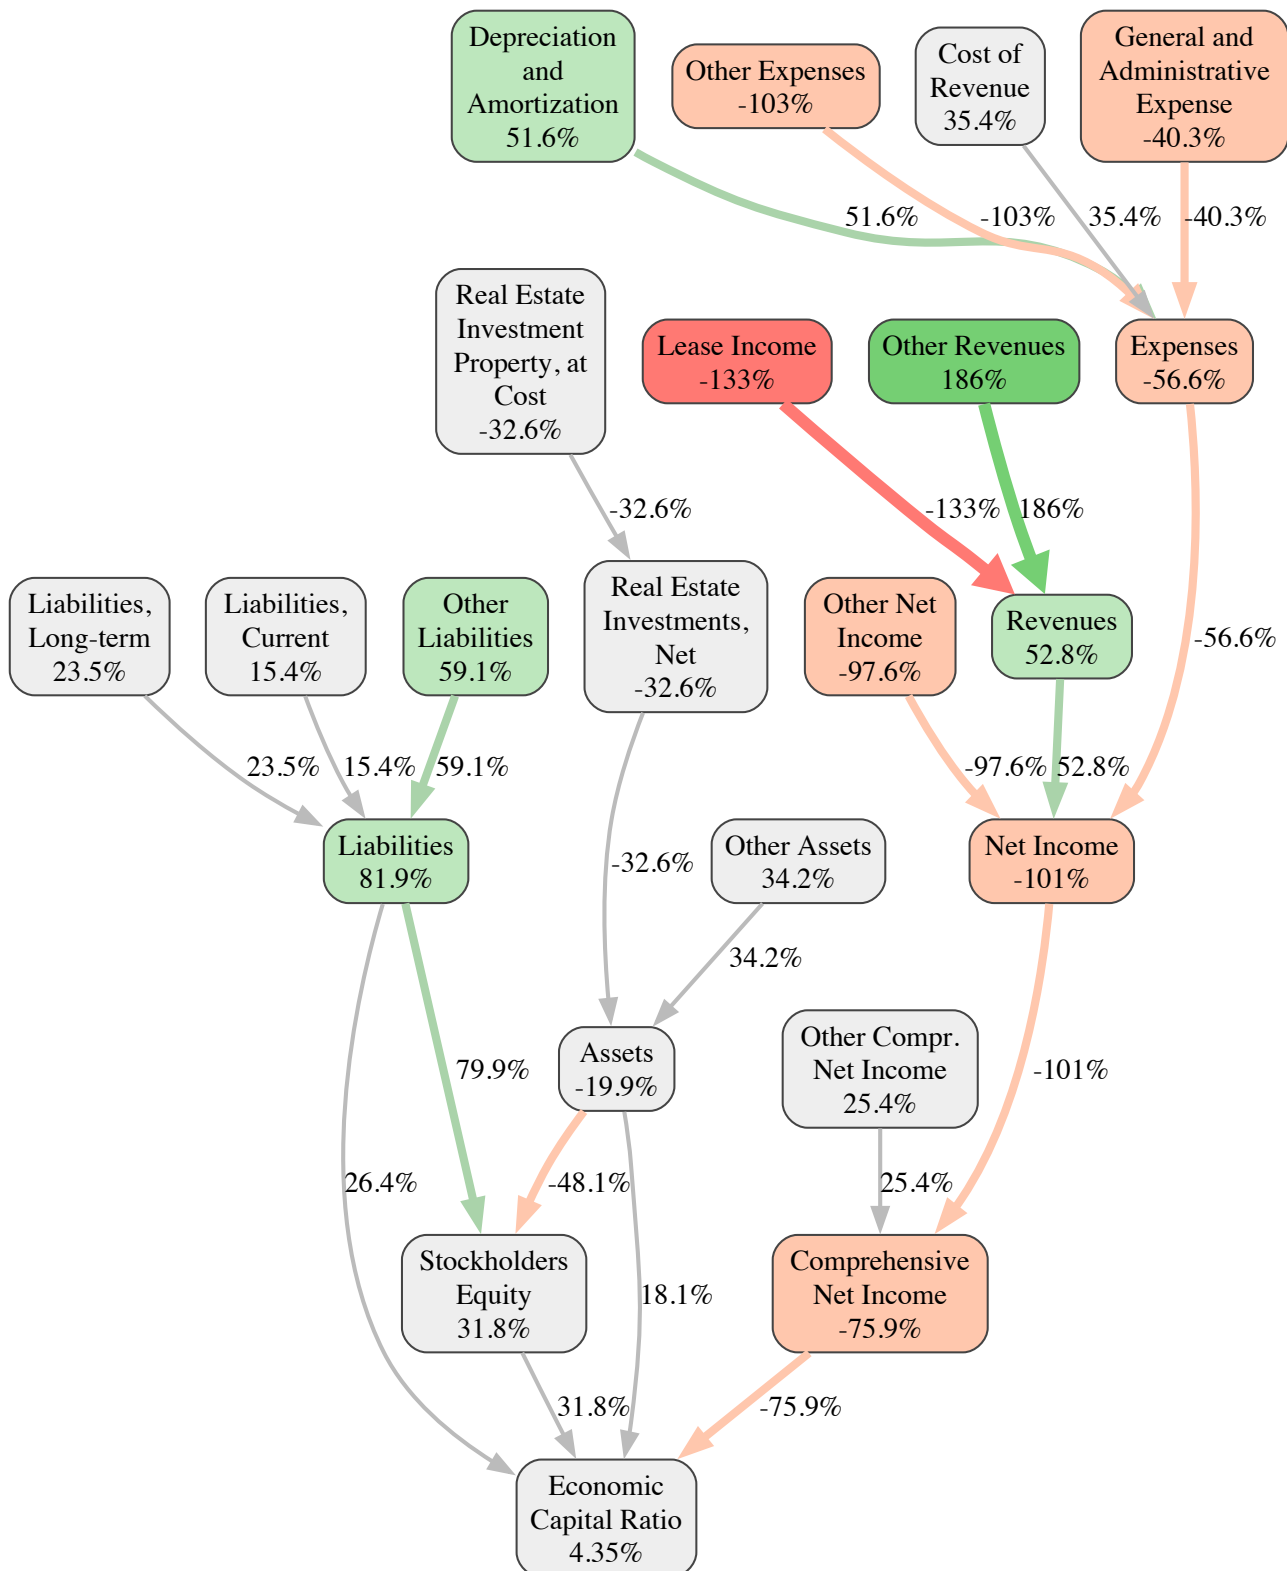 Depreciation
and
Amortization
51.6%
Other Expenses
-103%
Cost of
Revenue
35.4%
General and
Administrative
Expense
-40.3%
51.6%
-103%
35.4%
-40.3%
Real Estate
Investment
Property, at
Cost
-32.6%
Lease Income
-133%
Other Revenues
186%
Expenses
-56.6%
-32.6%
-133%
186%
-56.6%
Liabilities,
Long-term
23.5%
Liabilities,
Current
15.4%
Other
Liabilities
59.1%
Real Estate
Investments,
Net
-32.6%
Other Net
Income
-97.6%
Revenues
52.8%
23.5%
15.4%
59.1%
-32.6%
-97.6%
52.8%
Liabilities
81.9%
Other Assets
34.2%
Net Income
-101%
34.2%
79.9%
Assets
-19.9%
Other Compr.
Net Income
25.4%
-101%
26.4%
-48.1%
18.1%
25.4%
Stockholders
Equity
31.8%
Comprehensive
Net Income
-75.9%
31.8%
-75.9%
Economic
Capital Ratio
4.35%